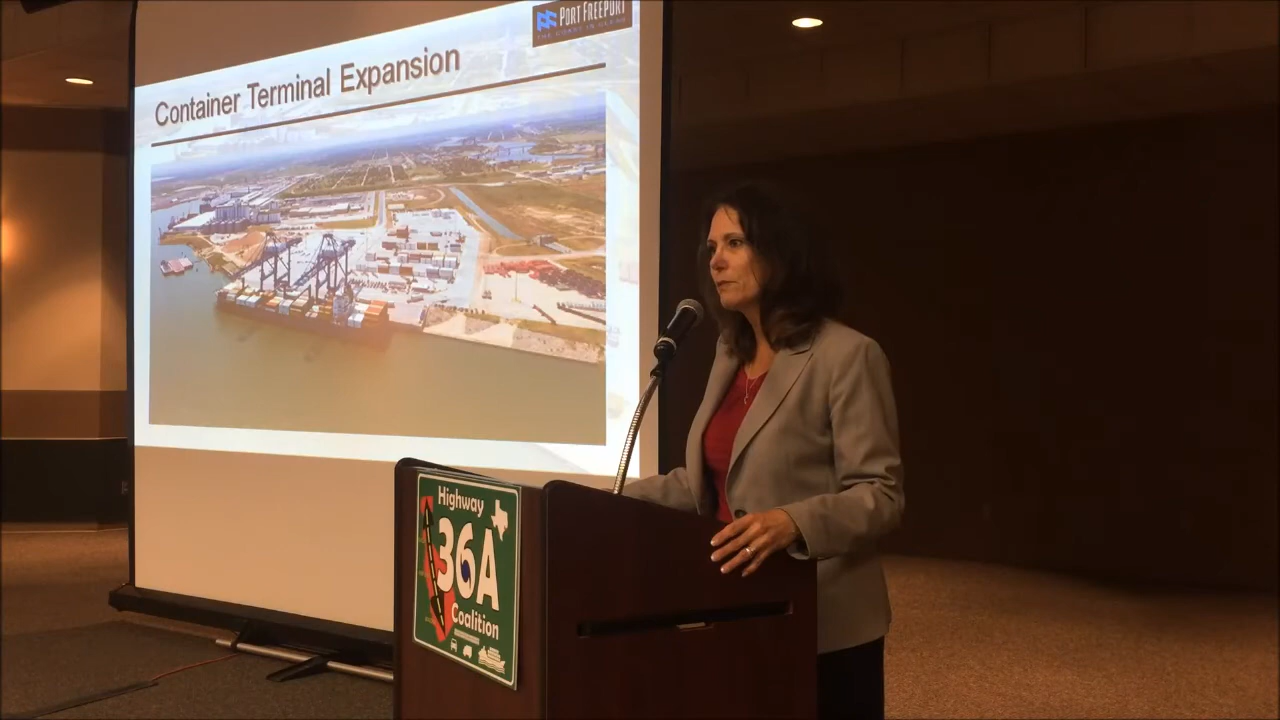 PORT FREEPORT
Container Terminal Expansion
Highway
36A
Coalition